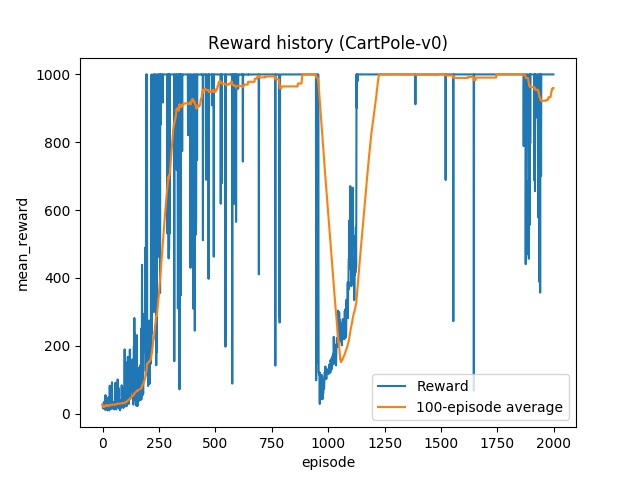 Reward history (CartPole-v0)
1000
800
600
400
200
0
mean_reward
0 250 500 750 1000 1250 1500 1750 2000
episode
Reward
100-episode average